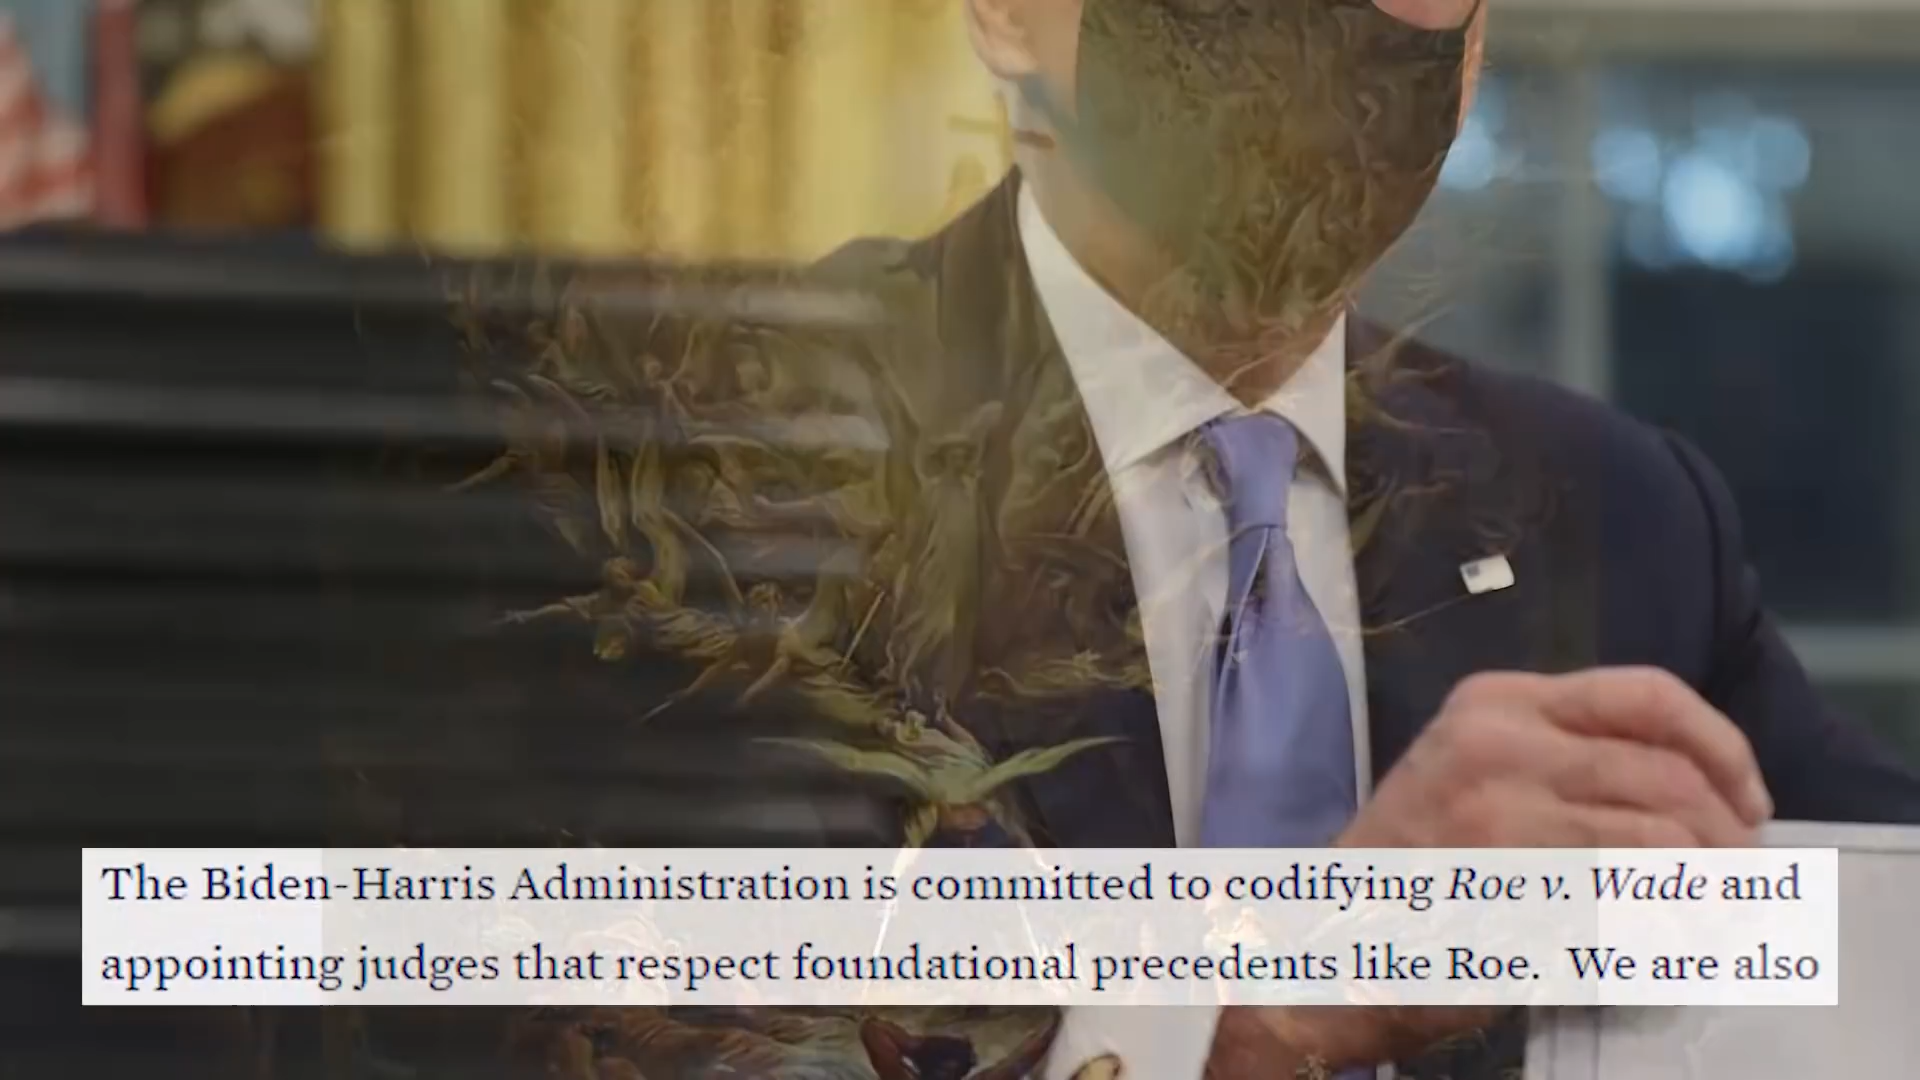 The Biden-Harris Administration is committed to codifying Roe v. Wade and
appointing judges that respect foundational precedents like Roe. We are also